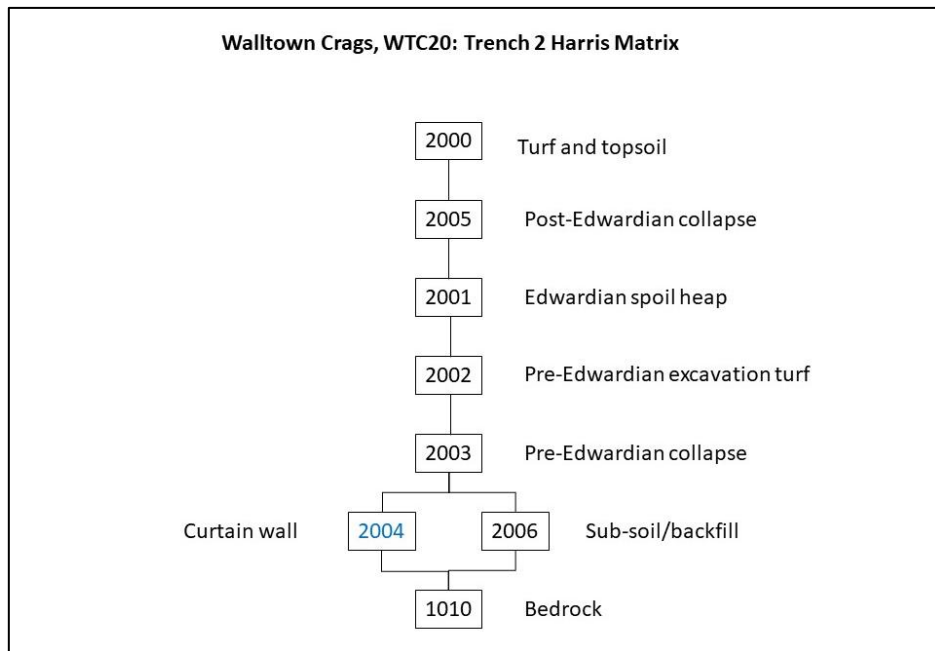 Walltown Crags, WTC20: Trench 2 Harris Matrix
2000 Turf and topsoil
2005 Post-Edwardian collapse
2001 Edwardian spoil heap
2002 Pre-Edwardian excavation turf
2003 Pre-Edwardian collapse
Curtain wall 2004 2006 Sub-soil/backfill
1010 Bedrock